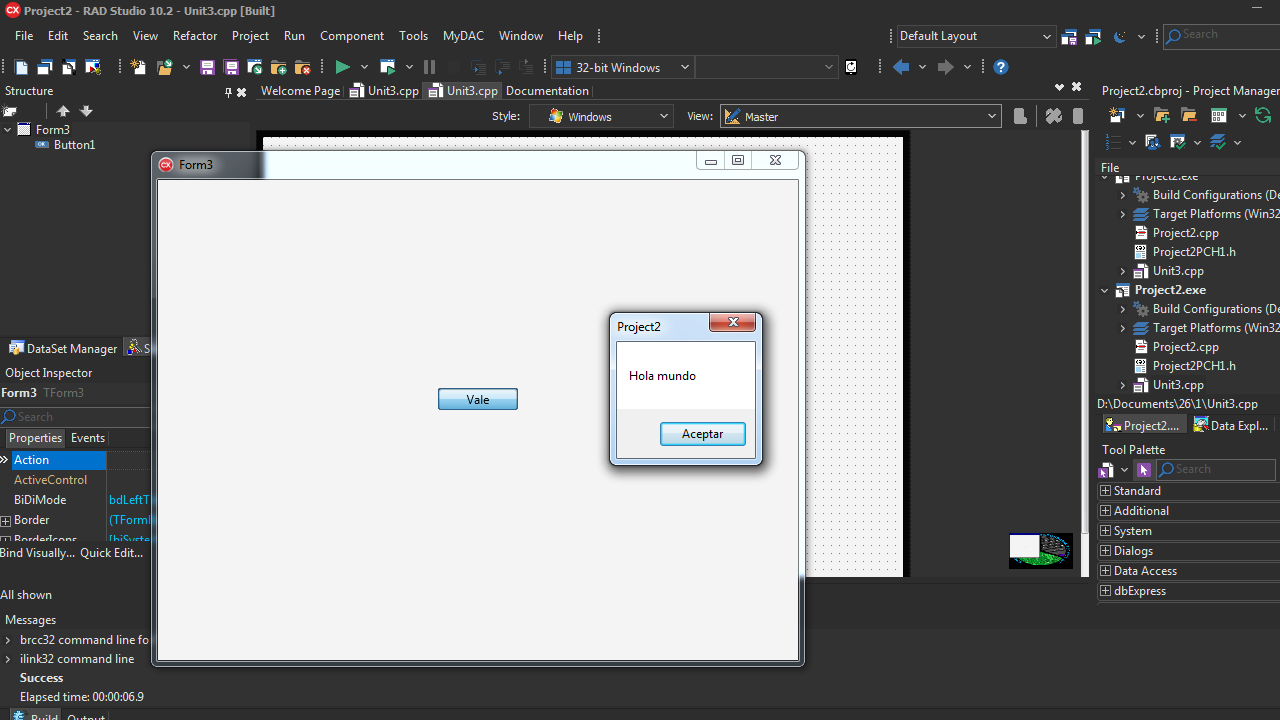 Project2 - RAD Studio 10.2 - Unit3.cpp [Built]
File Edit Search View Refactor Project Run Component Tools MyDAC Window Help
Default Layout
Search
32-bit Windows
Structure
Welcome Page Unit3.cpp Unit3.cpp Documentation
Project2.cbproj - Project Manager
Style: Windows View: Master
Form3
Button1
Form3
File
Project2.exe
Build Configurations (De
Target Platforms (Win32
Project2.cpp
Project2PCH1.h
Unit3.cpp
Project2.exe
Build Configurations (De
Target Platforms (Win32
Project2.cpp
Project2PCH1.h
Unit3.cpp
D:\Documents\26\1\Unit3.cpp
Project2.... Data Expl...
Project2
Hola mundo
Aceptar
Vale
DataSet Manager S
Object Inspector
Form3 TForm3
Search
Properties Events
Action
ActiveControl
BiDiMode bdLeftT
Border (TForm
BorderIcons [biSystem
Bind Visually... Quick Edit...
All shown
Tool Palette
Search
Standard
Additional
System
Dialogs
Data Access
dbExpress
Messages
brcc32 command line fo
ilink32 command line
Success
Elapsed time: 00:00:06.9
Build Output